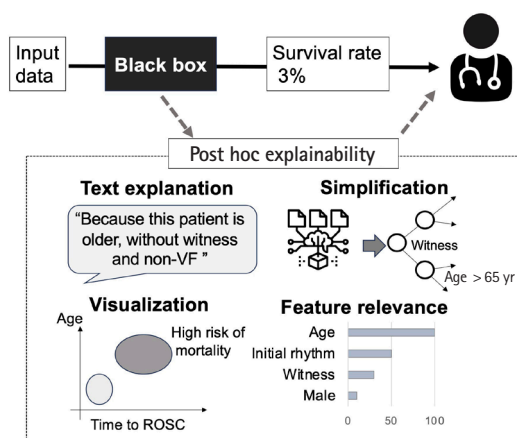 Input
data
Black box
Survival rate
3%
Post hoc explainability
Text explanation
“Because this patient is
older, without witness
and non-VF ”
Simplification
Witness
Age > 65 yr
Visualization
Age
High risk of
mortality
Time to ROSC
Feature relevance
Age
Initial rhythm
Witness
Male
0 50 100